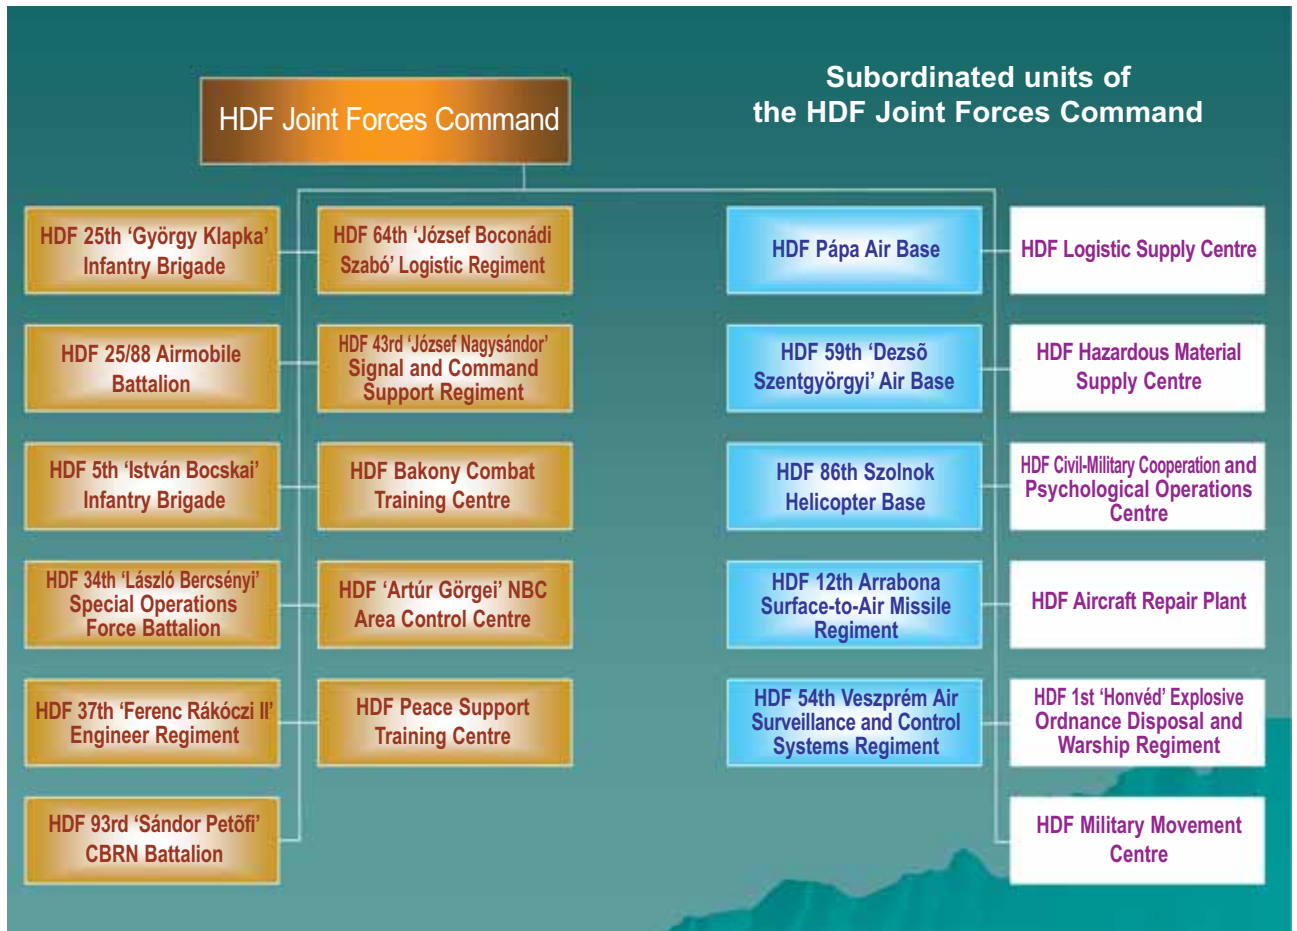 Subordinated units of
the HDF Joint Forces Command
HDF Joint Forces Command
HDF 25th ‘György Klapka’
Infantry Brigade
HDF 25/88 Airmobile
Battalion
HDF 5th ‘István Bocskai’
Infantry Brigade
HDF 34th ‘László Bercsényi’
Special Operations
Force Battalion
HDF 37th ‘Ferenc Rákóczi II’
Engineer Regiment
HDF 93rd ‘Sándor Petõfi’
CBRN Battalion
HDF 64th ‘József Boconádi
Szabó’ Logistic Regiment
HDF 43rd ‘József Nagysándor’
Signal and Command
Support Regiment
HDF Bakony Combat
Training Centre
HDF ‘Artúr Görgei’ NBC
Area Control Centre
HDF Peace Support
Training Centre
HDF Pápa Air Base
HDF 59th ‘Dezsõ
Szentgyörgyi’ Air Base
HDF 86th Szolnok
Helicopter Base
HDF 12th Arrabona
Surface-to-Air Missile
Regiment
HDF 54th Veszprém Air
Surveillance and Control
Systems Regiment
HDF Logistic Supply Centre
HDF Hazardous Material
Supply Centre
HDF Civil-Military Cooperation and
Psychological Operations
Centre
HDF Aircraft Repair Plant
HDF 1st ‘Honvéd’ Explosive
Ordnance Disposal and
Warship Regiment
HDF Military Movement
Centre